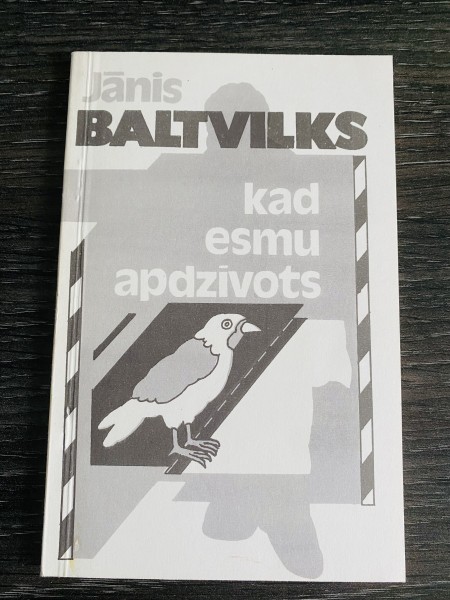 Jānis
BALTVILKS
kad
esmu
apdzīvots